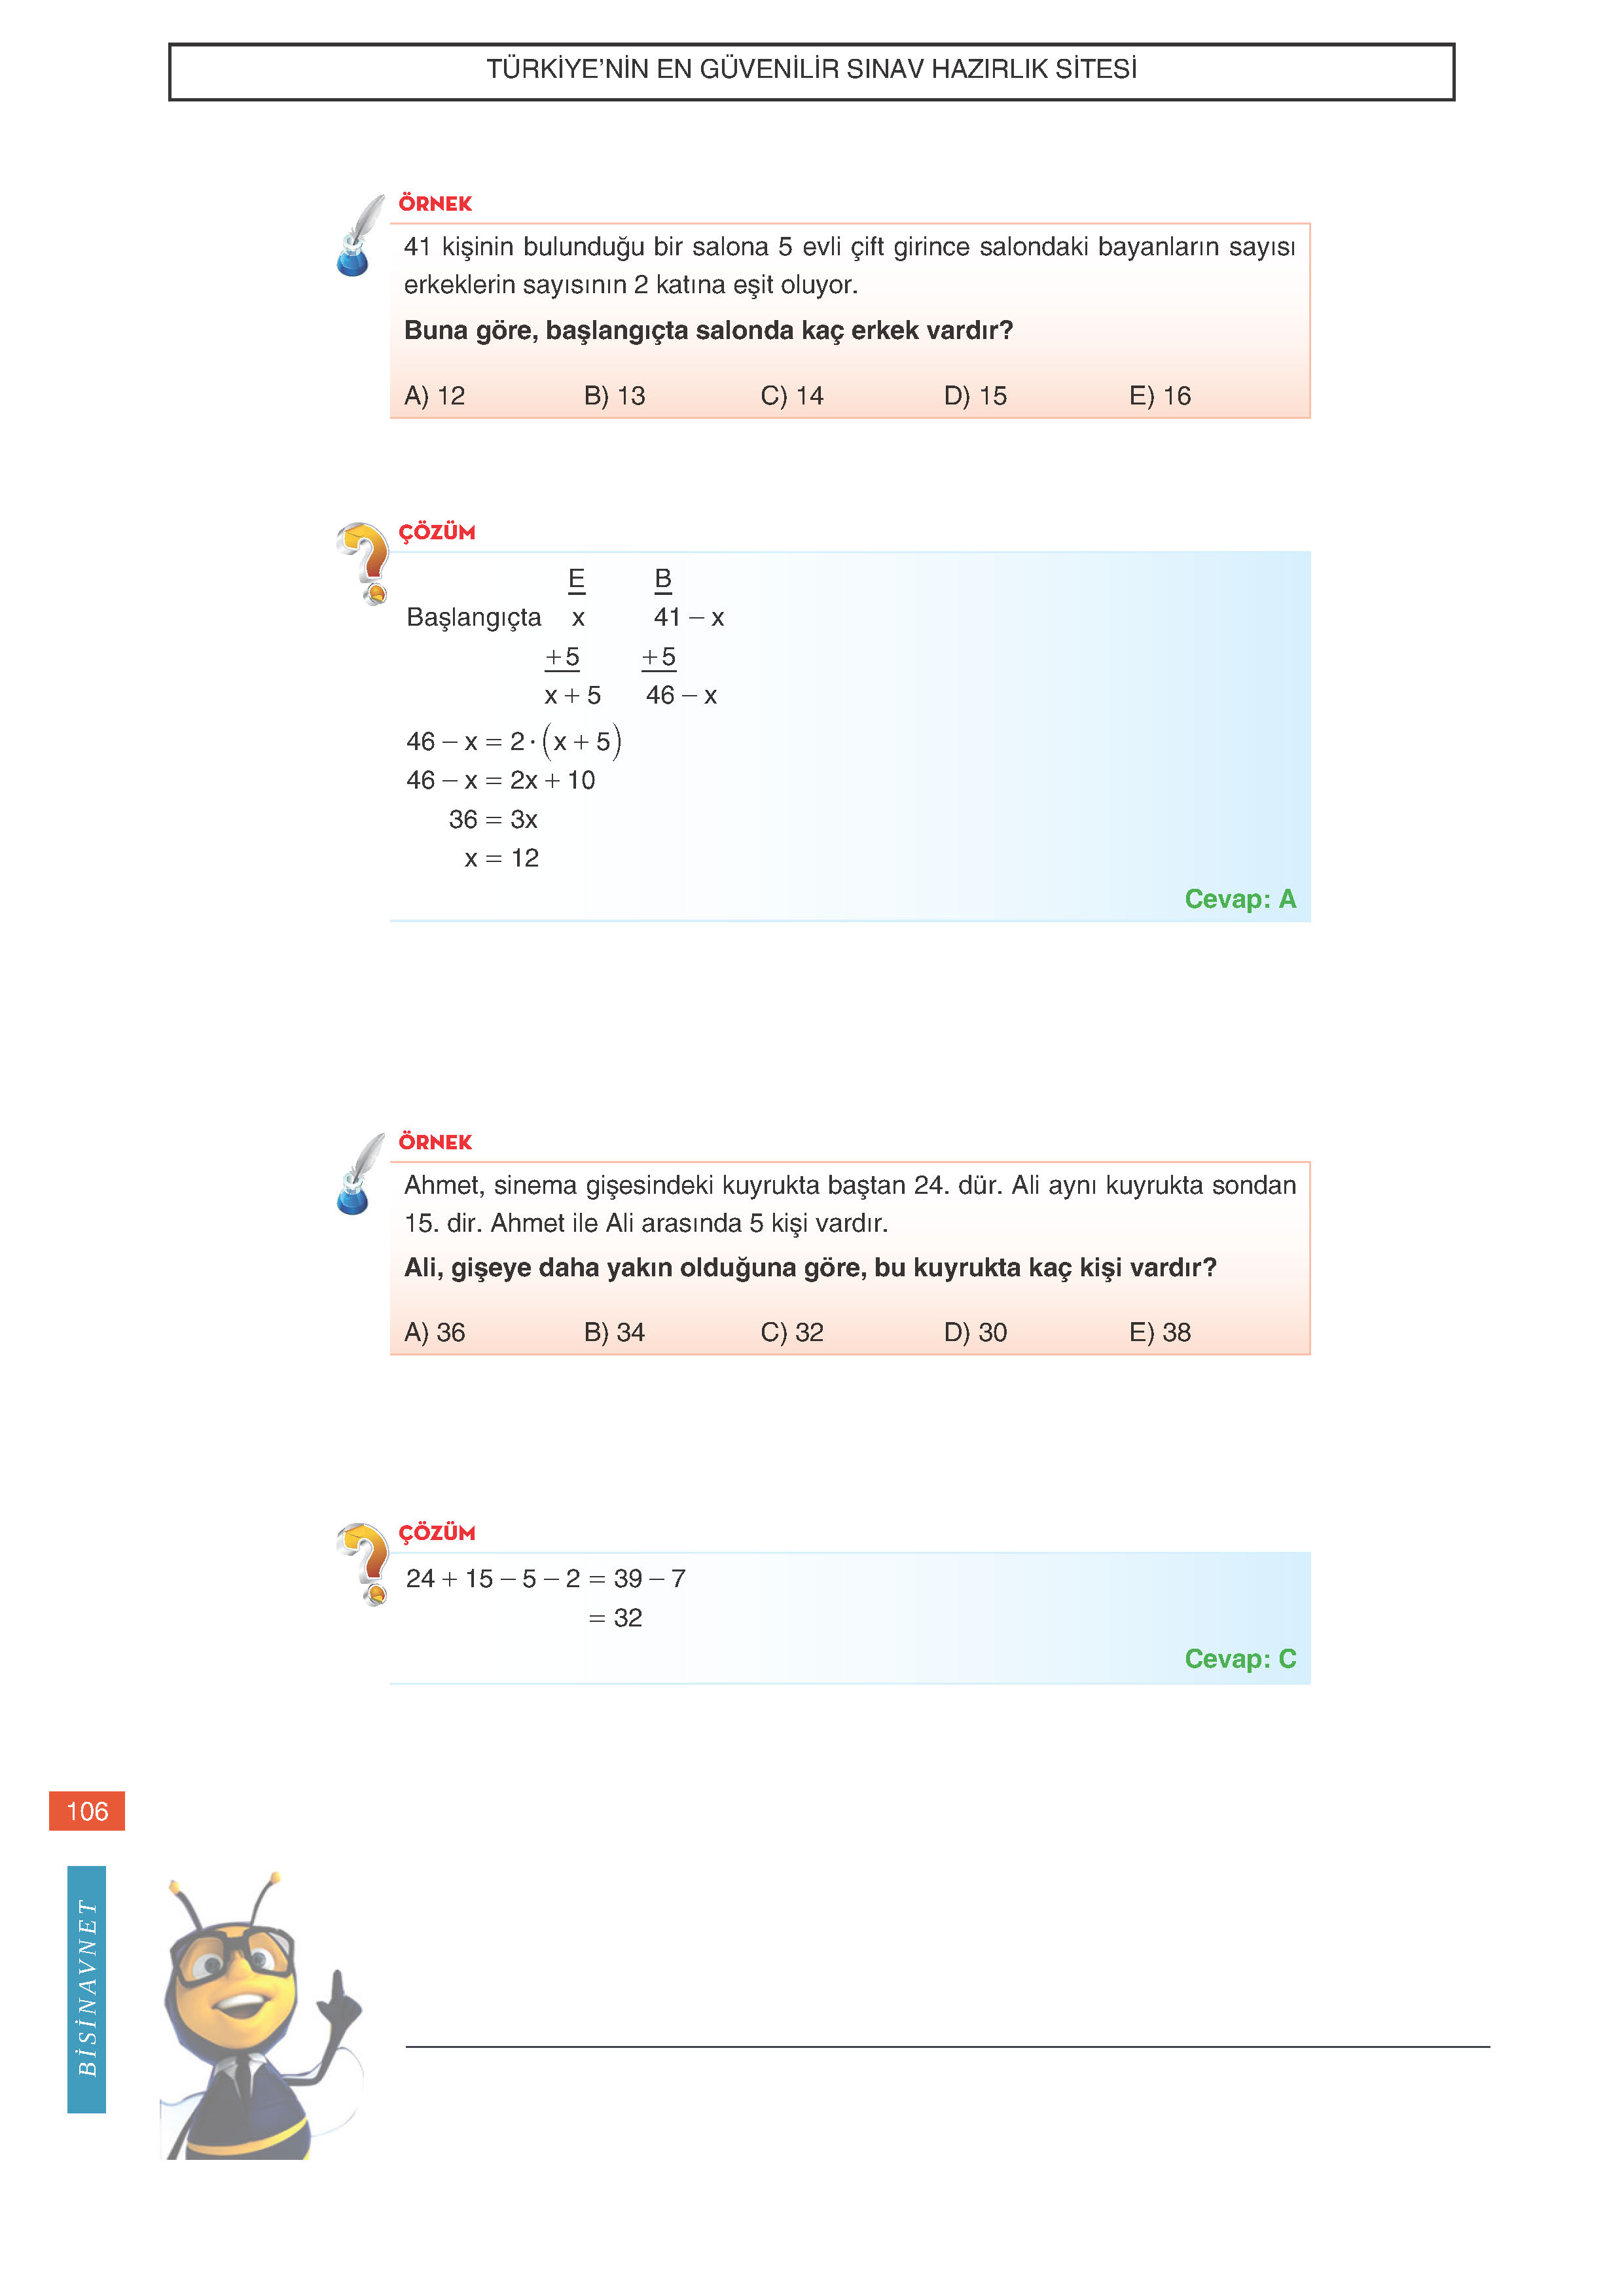 TÜRKİYE'NİN EN GÜVENİLİR SINAV HAZIRLIK SİTESİ
ÖRNEK
41 kişinin bulunduğu bir salona 5 evli çift girince salondaki bayanların sayısı
erkeklerin sayısının 2 katına eşit oluyor.
Buna göre, başlangıçta salonda kaç erkek vardır?
A) 12 B) 13 C) 14 D) 15 E) 16
ÇÖZÜM
E B
Başlangıçta x 41 – x
+5 +5
x + 5 46 – x
46 – x = 2 · (x + 5)
46 – x = 2x + 10
36 = 3x
x = 12
Cevap: A
ÖRNEK
Ahmet, sinema gişesindeki kuyrukta baştan 24. dür. Ali aynı kuyrukta sondan
15. dir. Ahmet ile Ali arasında 5 kişi vardır.
Ali, gişeye daha yakın olduğuna göre, bu kuyrukta kaç kişi vardır?
A) 36 B) 34 C) 32 D) 30 E) 38
ÇÖZÜM
24 + 15 – 5 – 2 = 39 – 7
= 32
Cevap: C
106
BİSİNAVNET